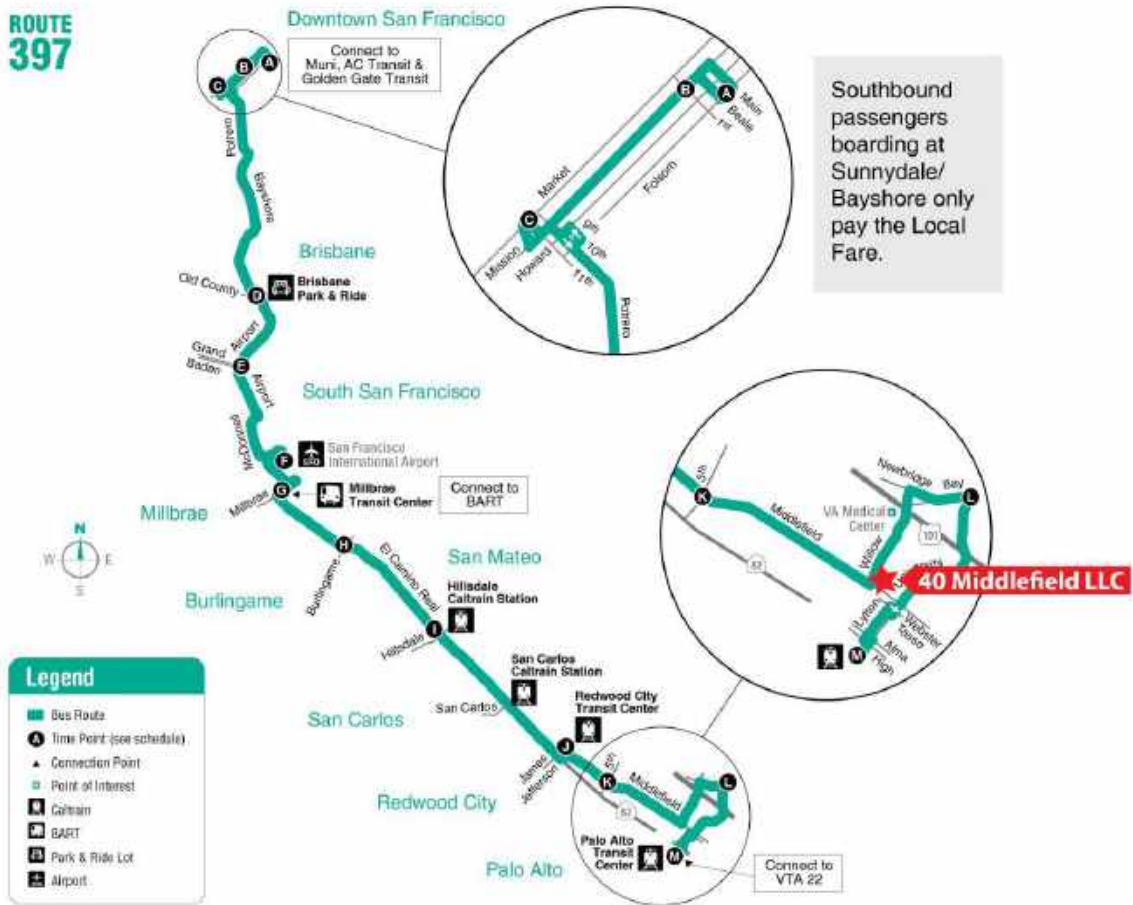 ROUTE
397
Downtown San Francisco
Connect to
Muni, AC Transit &
Golden Gate Transit
C
B
A
Potrero
Bayshore
Brisbane
Old County
D
Brisbane
Park & Ride
Airport
Grand
Baden
E
Airport
South San Francisco
McDonnell
F
SFO
San Francisco
International Airport
G
Millbrae
Millbrae
Transit Center
Connect to
BART
Millbrae
N
W
E
S
H
San Mateo
Burlingame
Burlingame
El Camino Real
Hillsdale
Caltrain Station
I
Hillsdale
San Carlos
Caltrain Station
San Carlos
San Carlos
Redwood City
Transit Center
J
James
Jefferson
5th
K
Middlefield
L
Redwood City
82
Palo Alto
Transit
Center
M
Palo Alto
Connect to
VTA 22
B
A
Main
Beale
1st
Market
Folsom
C
Mission
Howard
9th
10th
11th
Potrero
Southbound
passengers
boarding at
Sunnydale/
Bayshore only
pay the Local
Fare.
5th
K
Middlefield
Newbridge
Bay
L
VA Medical
Center
101
Willow
82
40 Middlefield LLC
Lytton
Webster
Tasso
Alma
High
M
Legend
Bus Route
A
Time Point (see schedule)
Connection Point
Point of Interest
Caltrain
BART
Park & Ride Lot
Airport